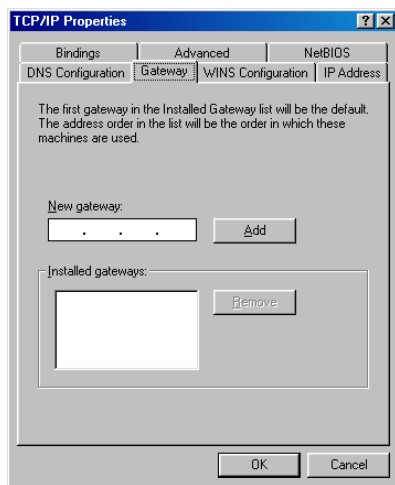 TCP/IP Properties
Bindings Advanced NetBIOS
DNS Configuration Gateway WINS Configuration IP Address
The first gateway in the Installed Gateway list will be the default.
The address order in the list will be the order in which these
machines are used.
New gateway:
. . . Add
Installed gateways:
Remove
OK Cancel